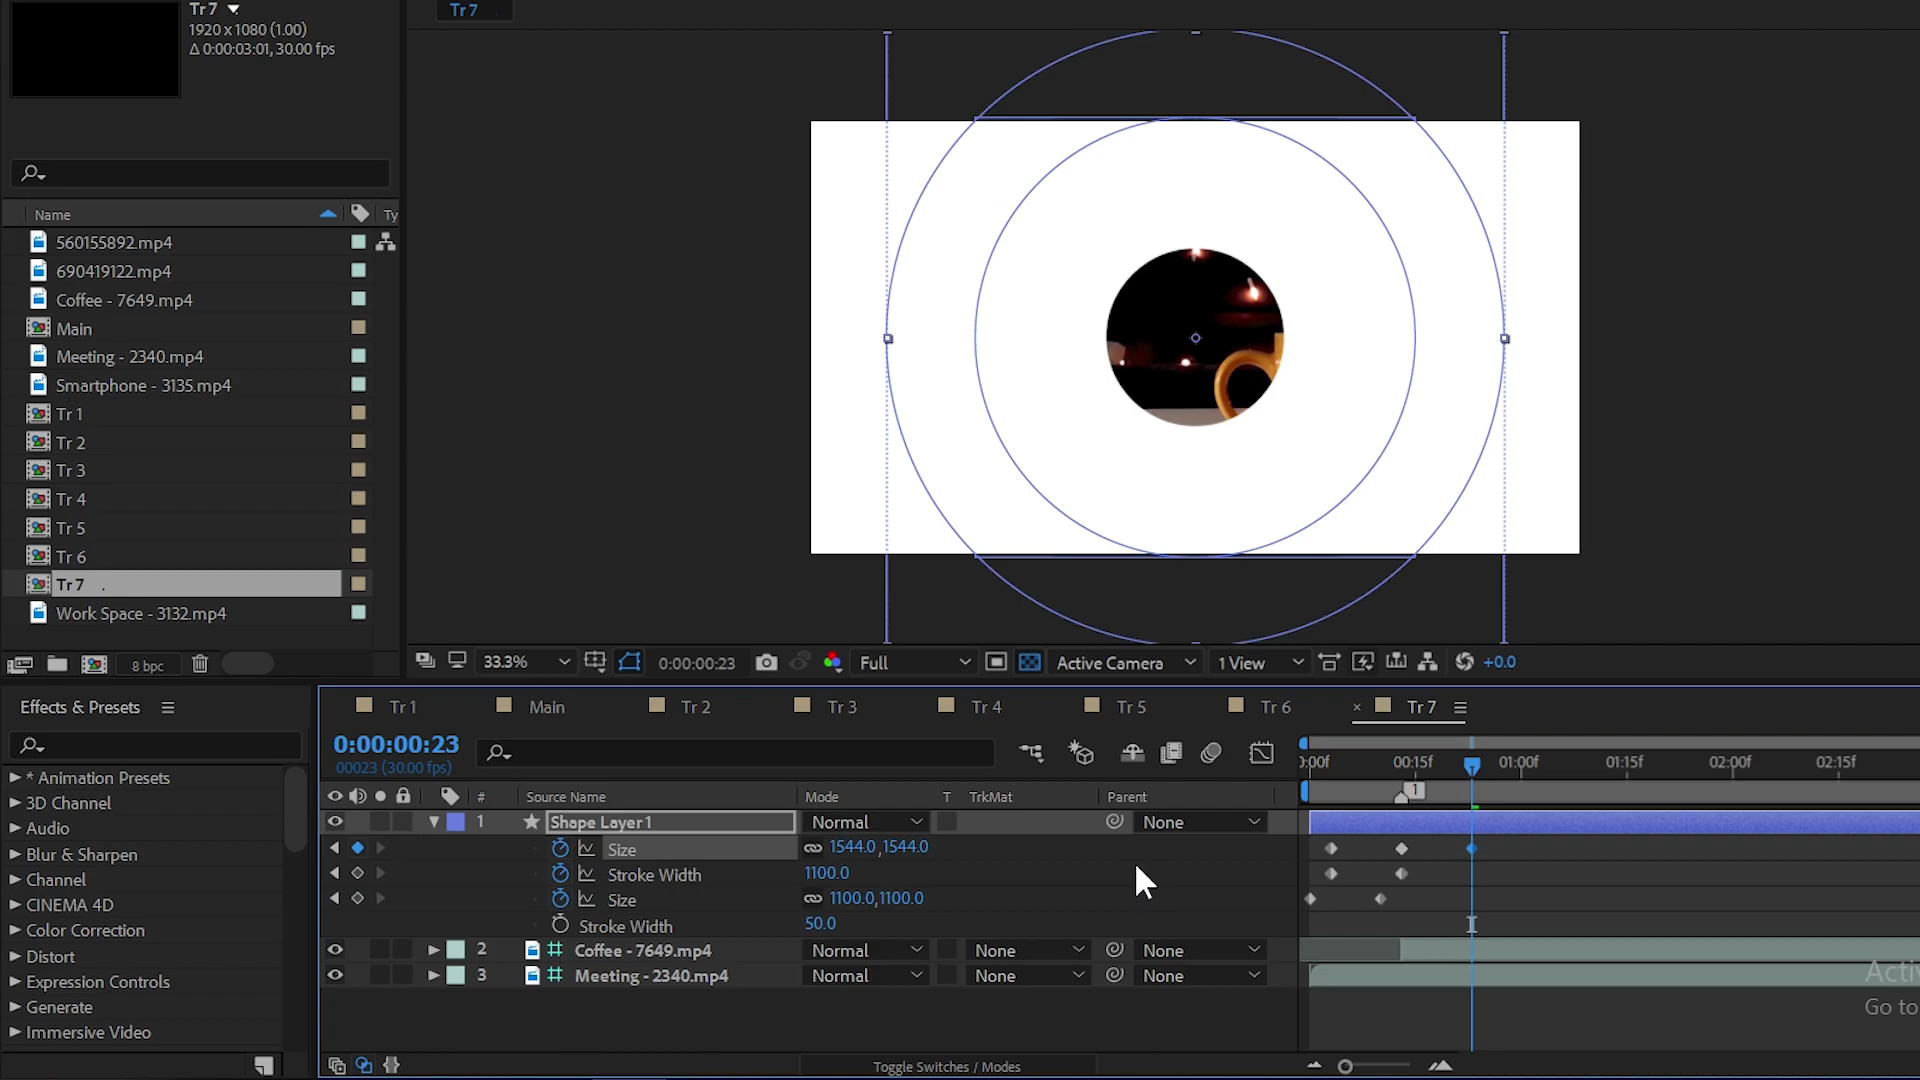 Tr 7
1920 x 1080 (1.00)
Δ 0:00:03:01, 30.00 fps
Tr 7
Name
Ty
560155892.mp4
690419122.mp4
Coffee - 7649.mp4
Main
Meeting - 2340.mp4
Smartphone - 3135.mp4
Tr 1
Tr 2
Tr 3
Tr 4
Tr 5
Tr 6
Tr 7
Work Space - 3132.mp4
8 bpc
33.3%
0:00:00:23
Full
Active Camera
1 View
+0.0
Effects & Presets
* Animation Presets
3D Channel
Audio
Blur & Sharpen
Channel
CINEMA 4D
Color Correction
Distort
Expression Controls
Generate
Immersive Video
Tr 1
Main
Tr 2
Tr 3
Tr 4
Tr 5
Tr 6
Tr 7
0:00:00:23
00023 (30.00 fps)
00:15f
01:00f
01:15f
02:00f
02:15f
1
# Source Name Mode T TrkMat Parent
1 Shape Layer 1 Normal None
Size 1544.0,1544.0
Stroke Width 1100.0
Size 1100.0,1100.0
Stroke Width 50.0
2 Coffee - 7649.mp4 Normal None None
3 Meeting - 2340.mp4 Normal None None
Toggle Switches / Modes
Go to